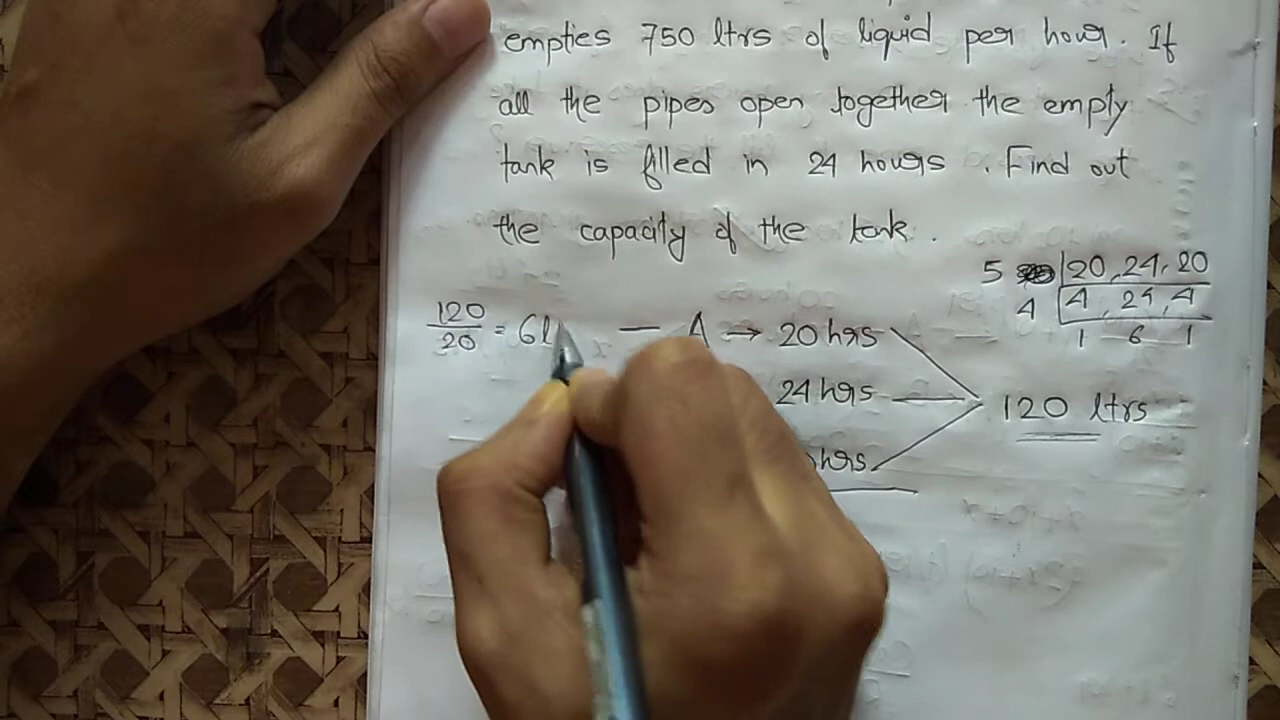 empties 750 ltrs of liquid per hour. If
all the pipes open together the empty
tank is filled in 24 hours. Find out
the capacity of the tank.
5 | 20, 24, 20
4 | 4, 24, 4
1 6 1
120/20 = 6l — A → 20 hrs
24 hrs
120 ltrs
hrs